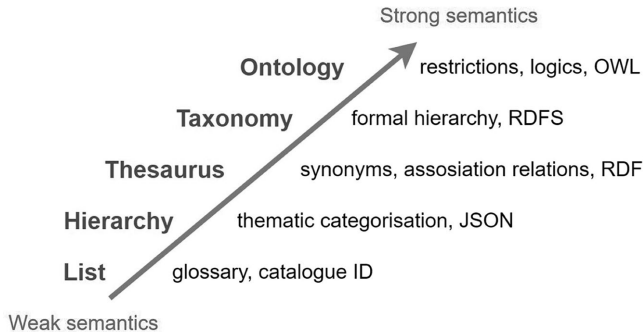 Strong semantics
Ontology restrictions, logics, OWL
Taxonomy formal hierarchy, RDFS
Thesaurus synonyms, assosiation relations, RDF
Hierarchy thematic categorisation, JSON
List glossary, catalogue ID
Weak semantics